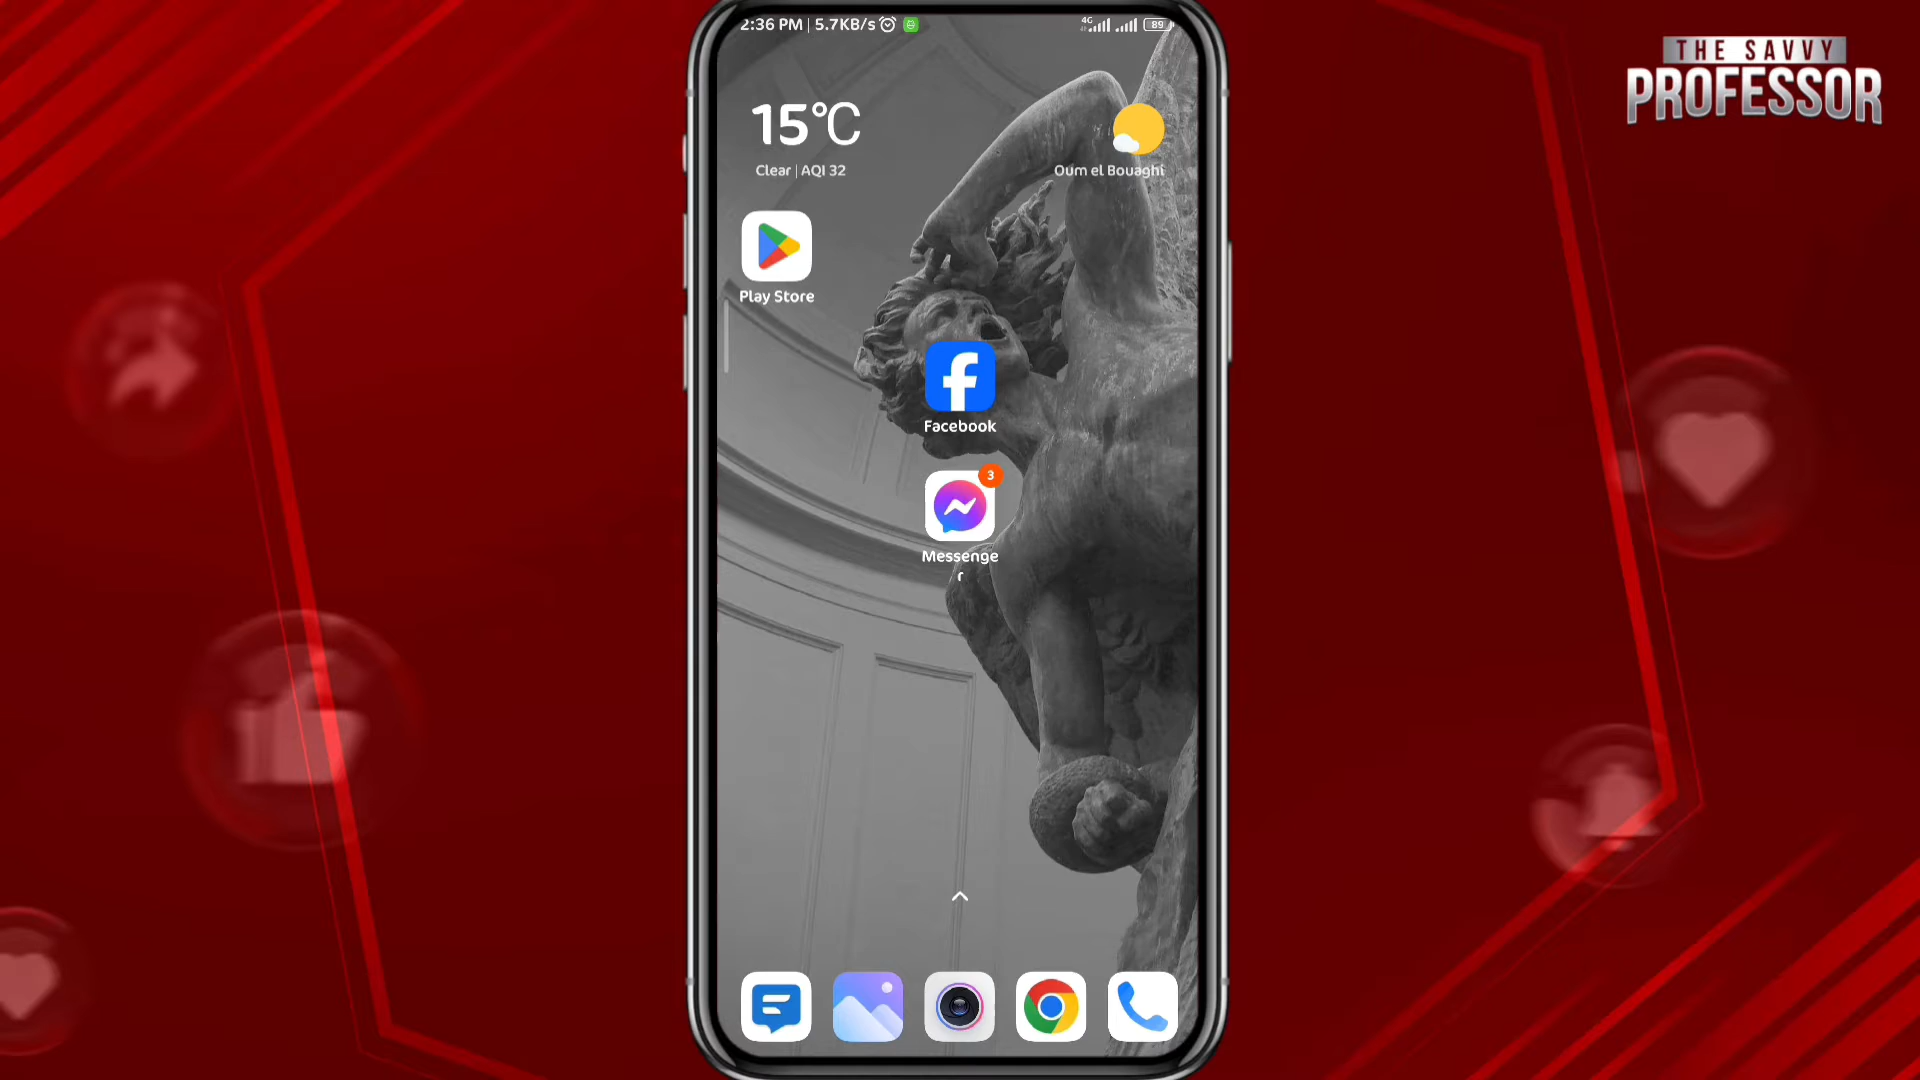 2:36 PM | 5.7KB/s
4G
89
THE SAVVY
PROFESSOR
15°C
Clear | AQI 32
Oum el Bouaghi
Play Store
Facebook
3
Messenge
r